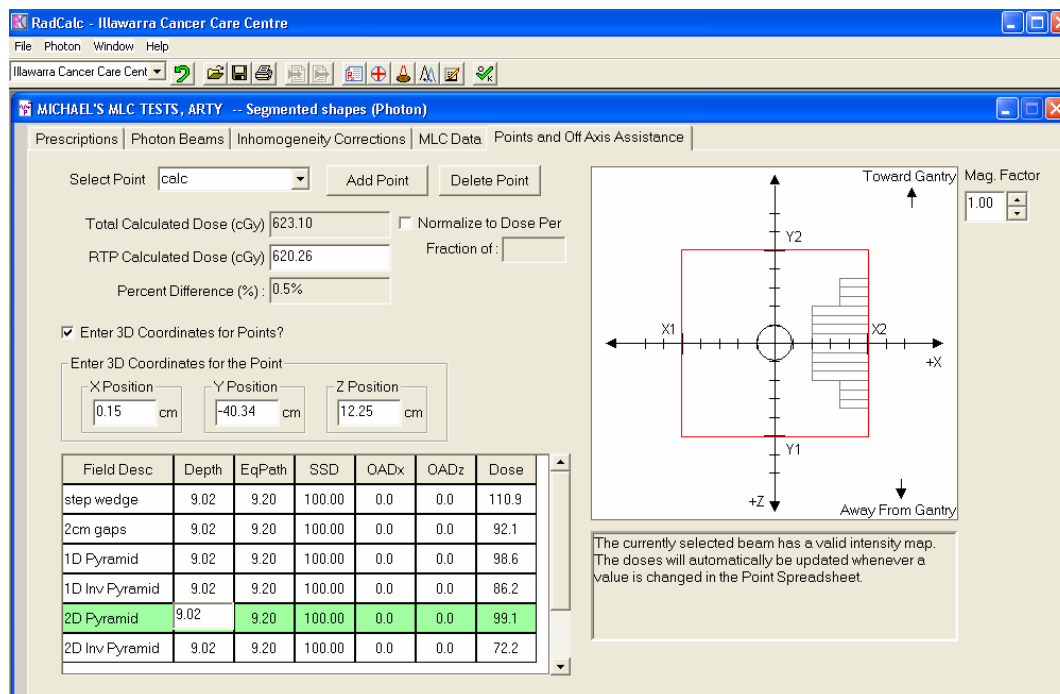 RadCalc - Illawarra Cancer Care Centre
File Photon Window Help
Illawarra Cancer Care Cent
MICHAEL'S MLC TESTS, ARTY -- Segmented shapes (Photon)
Prescriptions Photon Beams Inhomogeneity Corrections MLC Data Points and Off Axis Assistance
Select Point calc Add Point Delete Point
Total Calculated Dose (cGy) 623.10 Normalize to Dose Per
RTP Calculated Dose (cGy) 620.26 Fraction of :
Percent Difference (%) : 0.5%
Enter 3D Coordinates for Points?
Enter 3D Coordinates for the Point
X Position Y Position Z Position
0.15 cm -40.34 cm 12.25 cm
Field Desc Depth EqPath SSD OADx OADz Dose
step wedge 9.02 9.20 100.00 0.0 0.0 110.9
2cm gaps 9.02 9.20 100.00 0.0 0.0 92.1
1D Pyramid 9.02 9.20 100.00 0.0 0.0 98.6
1D Inv Pyramid 9.02 9.20 100.00 0.0 0.0 86.2
2D Pyramid 9.02 9.20 100.00 0.0 0.0 99.1
2D Inv Pyramid 9.02 9.20 100.00 0.0 0.0 72.2
Toward Gantry
Y2
X1 X2
+X
Y1
+Z
Away From Gantry
Mag. Factor
1.00
The currently selected beam has a valid intensity map.
The doses will automatically be updated whenever a
value is changed in the Point Spreadsheet.